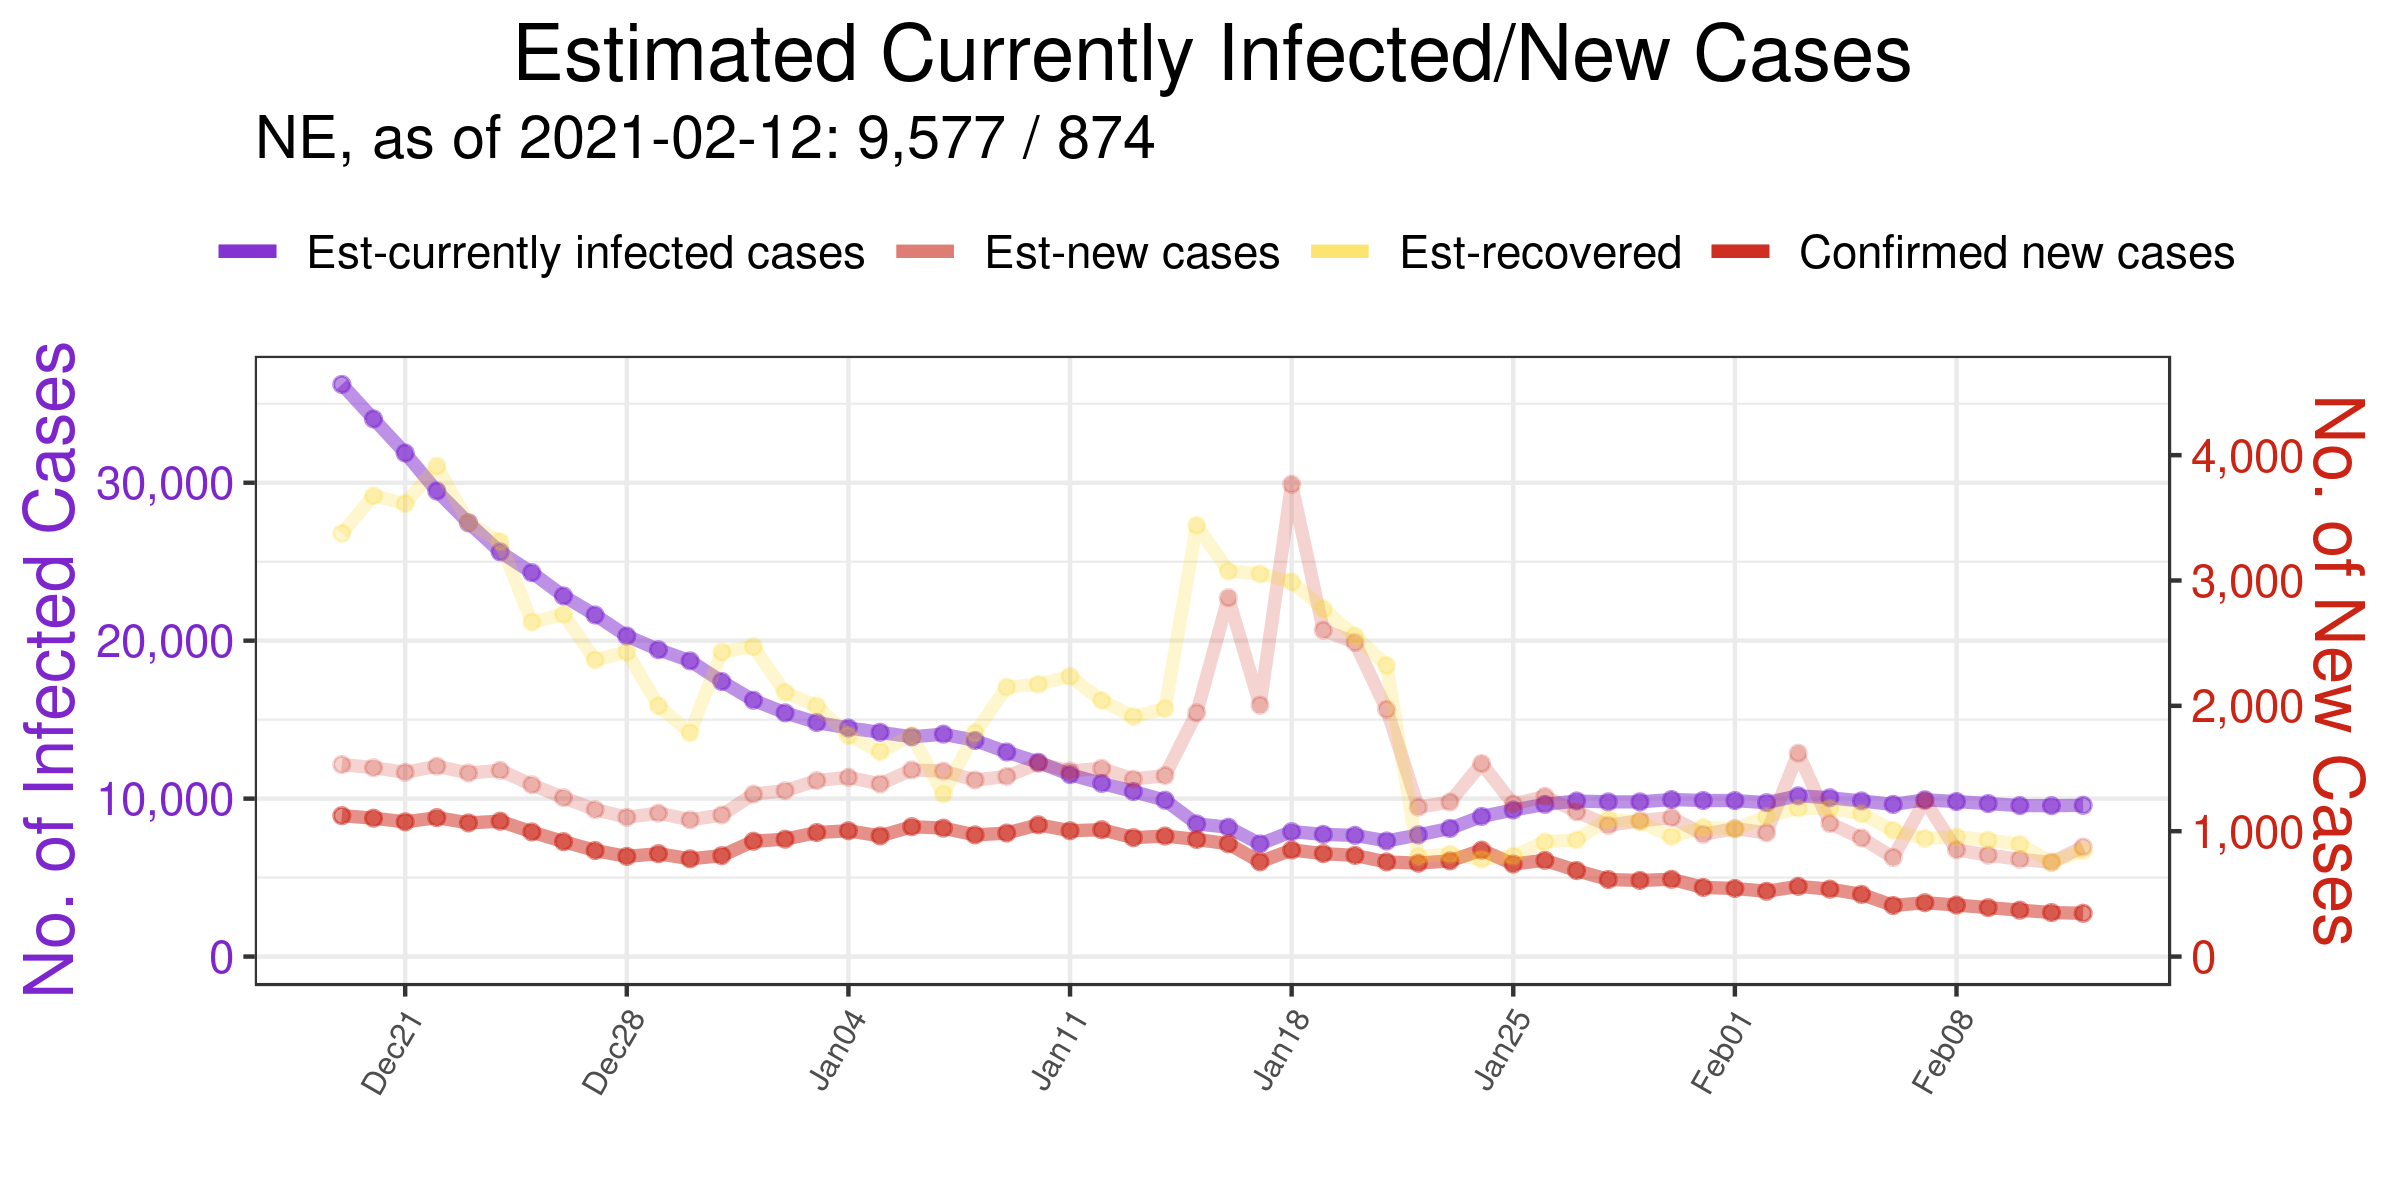 Estimated Currently Infected/New Cases
NE, as of 2021-02-12: 9,577 / 874
Est-currently infected cases
Est-new cases
Est-recovered
Confirmed new cases
No. of Infected Cases
30,000
20,000
10,000
0
4,000
3,000
2,000
1,000
0
No. of New Cases
Dec21
Dec28
Jan04
Jan11
Jan18
Jan25
Feb01
Feb08